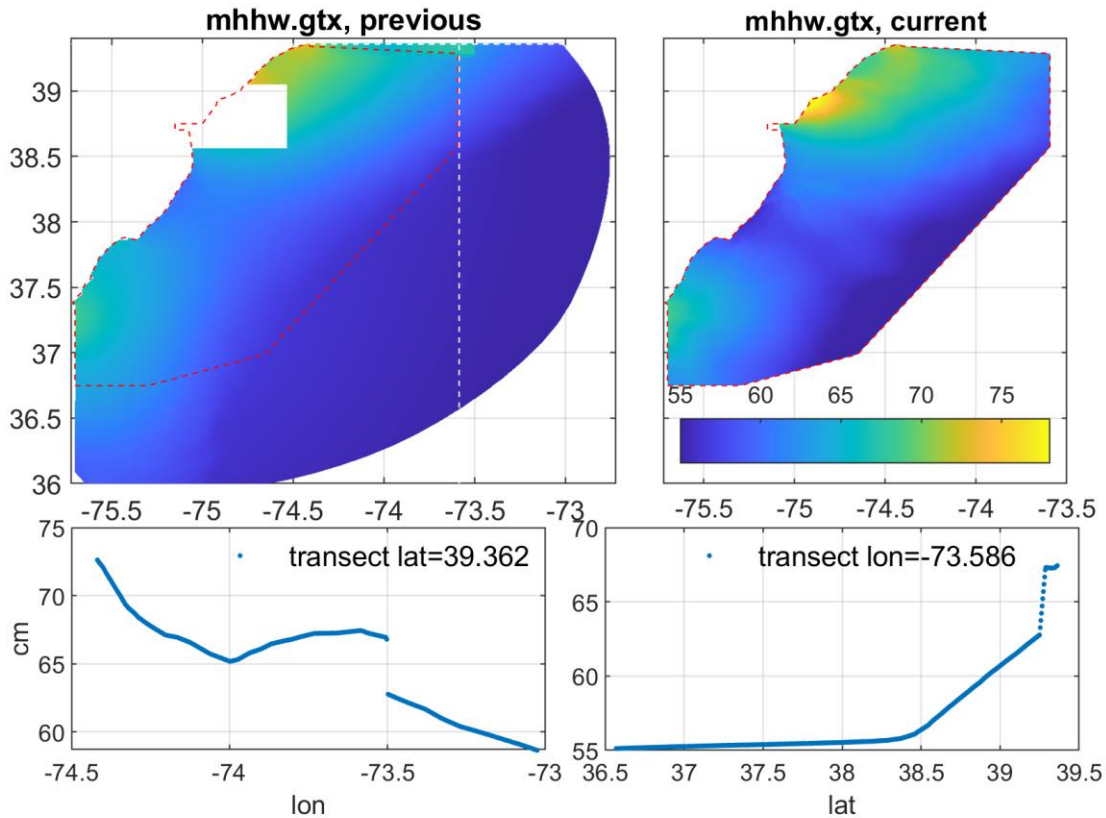 mhhw.gtx, previous
mhhw.gtx, current
39
38.5
38
37.5
37
36.5
36
-75.5 -75 -74.5 -74 -73.5 -73
55 60 65 70 75
-75.5 -75 -74.5 -74 -73.5
75
70
65
60
cm
transect lat=39.362
-74.5 -74 -73.5 -73
lon
70
65
60
55
transect lon=-73.586
36.5 37 37.5 38 38.5 39 39.5
lat